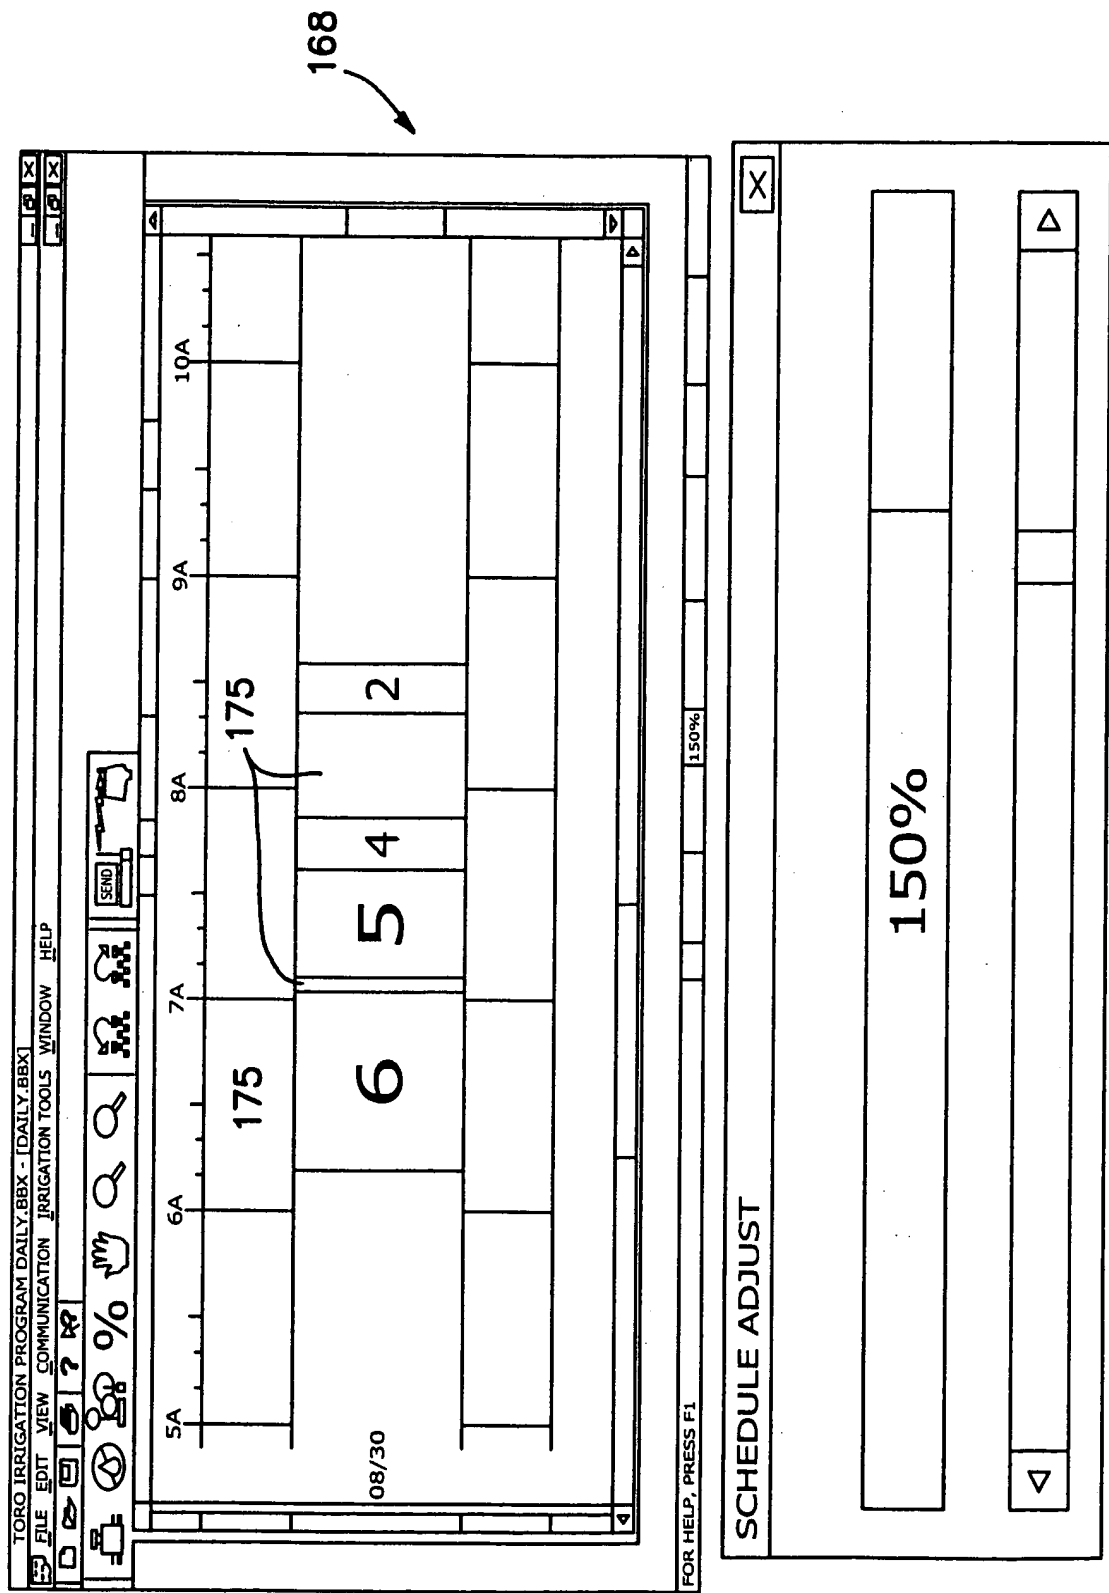 168
TORO IRRIGATION PROGRAM DAILY.BBX - [DAILY.BBX]
FILE EDIT VIEW COMMUNICATION IRRIGATION TOOLS WINDOW HELP
?
% SEND
5A 6A 7A 8A 9A 10A
175 175
08/30 6 5 4 2
FOR HELP, PRESS F1 150%
SCHEDULE ADJUST
150%